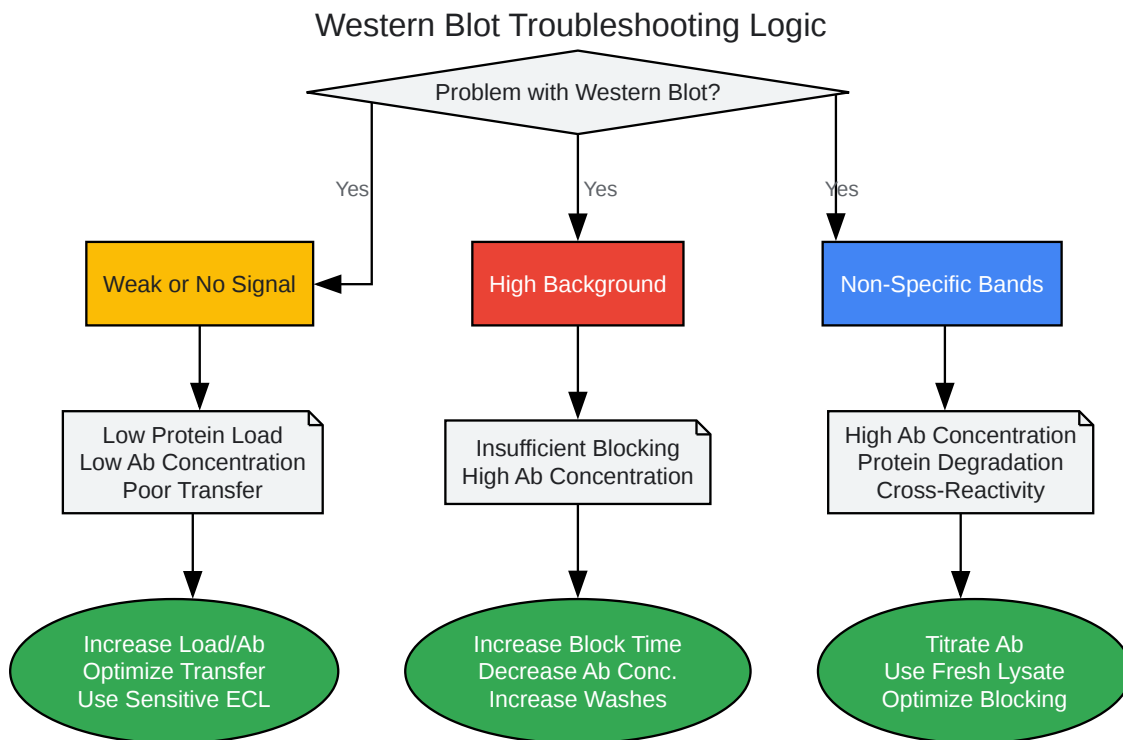 Western Blot Troubleshooting Logic
Problem with Western Blot?
Yes
Yes
Yes
Weak or No Signal
High Background
Non-Specific Bands
Low Protein Load
Low Ab Concentration
Poor Transfer
Insufficient Blocking
High Ab Concentration
High Ab Concentration
Protein Degradation
Cross-Reactivity
Increase Load/Ab
Optimize Transfer
Use Sensitive ECL
Increase Block Time
Decrease Ab Conc.
Increase Washes
Titrate Ab
Use Fresh Lysate
Optimize Blocking